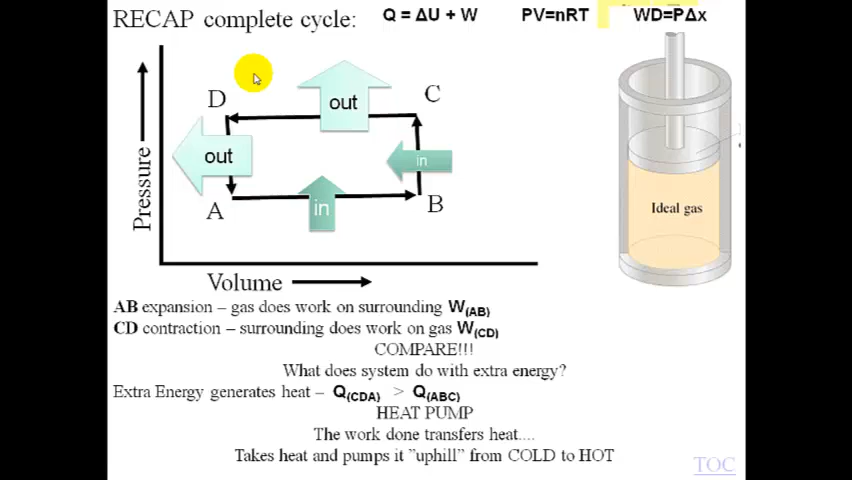 RECAP complete cycle:
Q = ΔU + W
PV=nRT
WD=PΔx
D
out
C
out
in
Pressure
A
in
B
Ideal gas
Volume
AB expansion – gas does work on surrounding W(AB)
CD contraction – surrounding does work on gas W(CD)
COMPARE!!!
What does system do with extra energy?
Extra Energy generates heat – Q(CDA) > Q(ABC)
HEAT PUMP
The work done transfers heat....
Takes heat and pumps it "uphill" from COLD to HOT
TOC